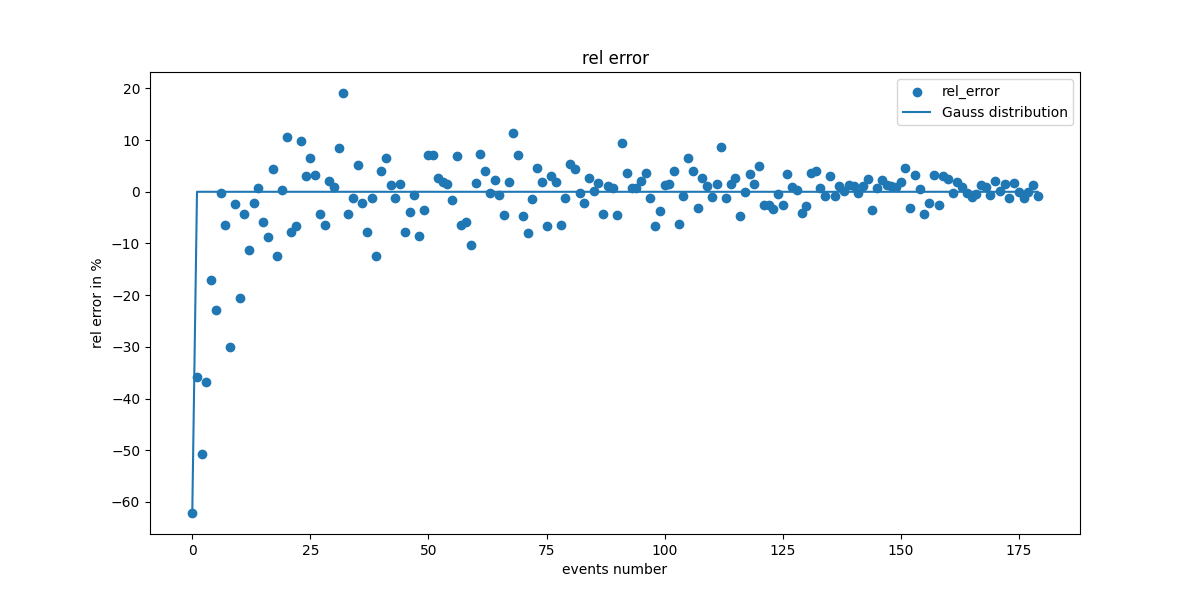 rel error
rel_error
Gauss distribution
20
10
0
−10
−20
−30
−40
−50
−60
rel error in %
0 25 50 75 100 125 150 175
events number